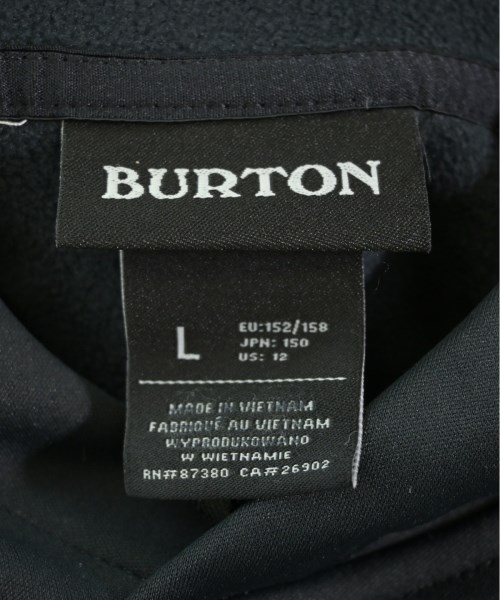 BURTON
L
EU:152/158
JPN: 150
US: 12
MADE IN VIETNAM
FABRIQUÉ AU VIETNAM
WYPRODUKOWANO
W WIETNAMIE
RN#87380 CA#26902